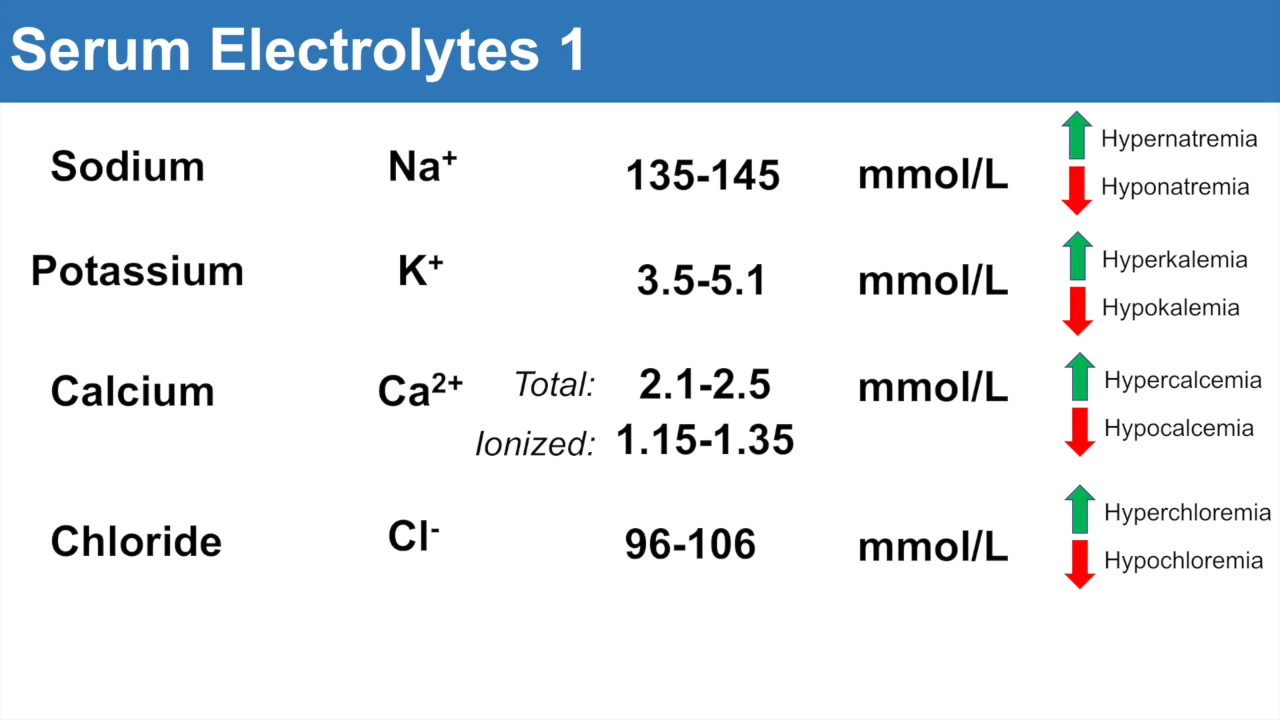 Serum Electrolytes 1
Sodium Na⁺ 135-145 mmol/L
Hypernatremia
Hyponatremia
Potassium K⁺ 3.5-5.1 mmol/L
Hyperkalemia
Hypokalemia
Calcium Ca²⁺ Total: 2.1-2.5 mmol/L
Ionized: 1.15-1.35
Hypercalcemia
Hypocalcemia
Chloride Cl⁻ 96-106 mmol/L
Hyperchloremia
Hypochloremia